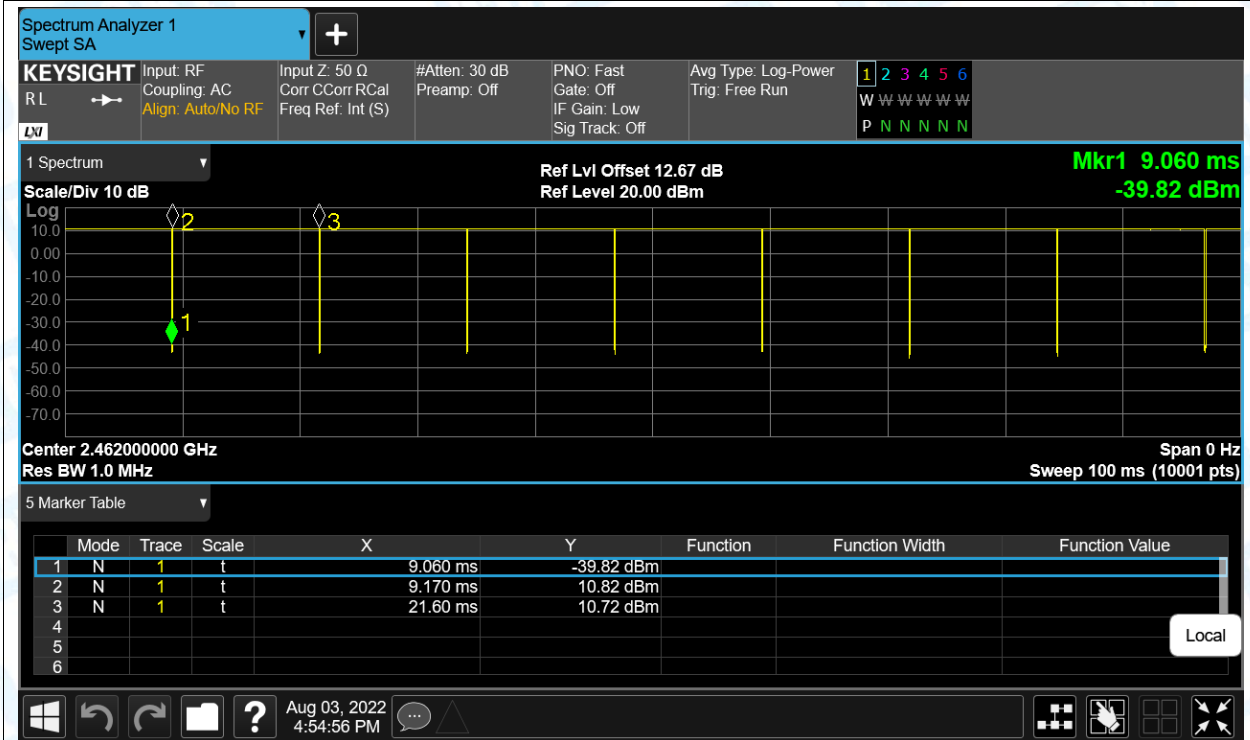 Spectrum Analyzer 1
Swept SA
▼
+
KEYSIGHT
R L
LXI
Input: RF
Coupling: AC
Align: Auto/No RF
Input Z: 50 Ω
Corr CCorr RCal
Freq Ref: Int (S)
#Atten: 30 dB
Preamp: Off
PNO: Fast
Gate: Off
IF Gain: Low
Sig Track: Off
Avg Type: Log-Power
Trig: Free Run
1 2 3 4 5 6
W W W W W W
P N N N N N
1 Spectrum ▼
Scale/Div 10 dB
Ref Lvl Offset 12.67 dB
Ref Level 20.00 dBm
Mkr1 9.060 ms
-39.82 dBm
Log
10.0
0.00
-10.0
-20.0
-30.0
-40.0
-50.0
-60.0
-70.0
2
3
1
Center 2.462000000 GHz
Res BW 1.0 MHz
Span 0 Hz
Sweep 100 ms (10001 pts)
5 Marker Table ▼
Mode Trace Scale X Y Function Function Width Function Value
1 N 1 t 9.060 ms -39.82 dBm
2 N 1 t 9.170 ms 10.82 dBm
3 N 1 t 21.60 ms 10.72 dBm
4
5
6
Local
?
Aug 03, 2022
4:54:56 PM